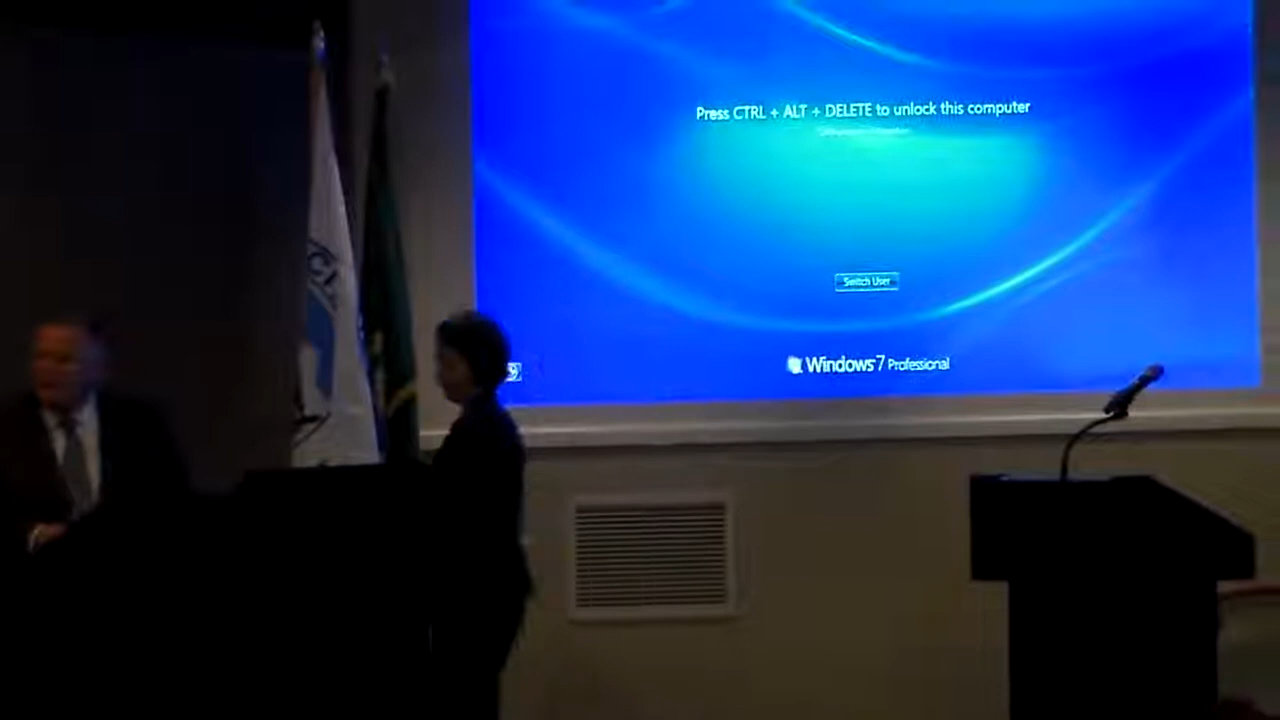 Press CTRL + ALT + DELETE to unlock this computer
Switch User
Windows 7 Professional